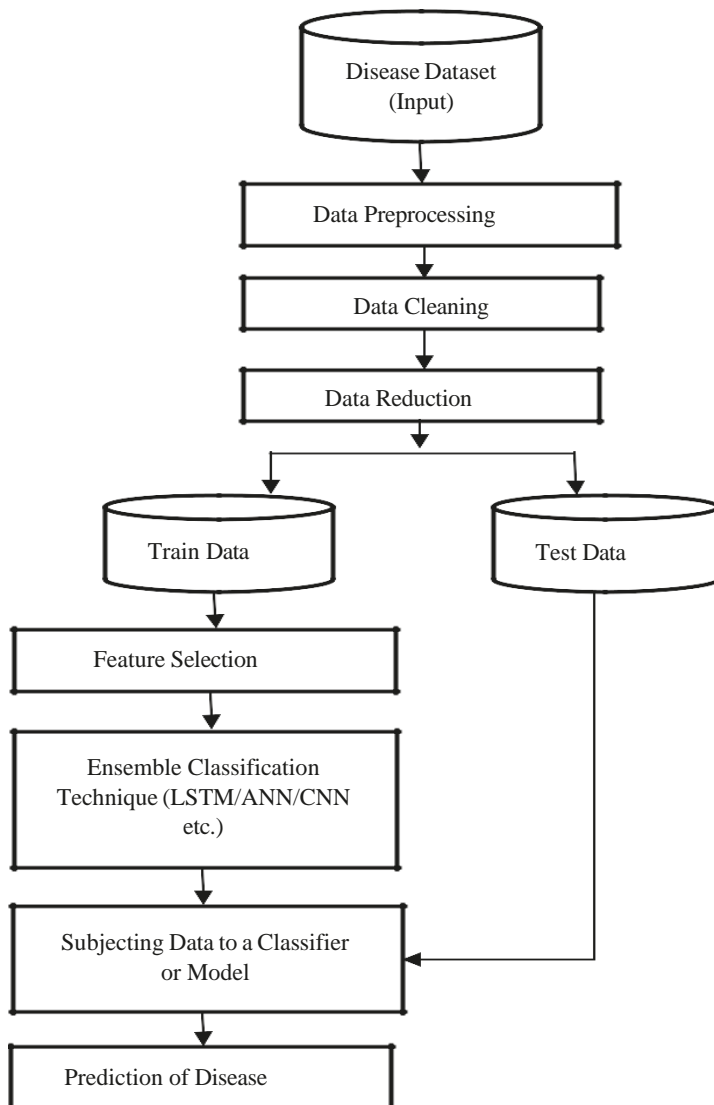 Disease Dataset
(Input)
Data Preprocessing
Data Cleaning
Data Reduction
Train Data
Test Data
Feature Selection
Ensemble Classification
Technique (LSTM/ANN/CNN
etc.)
Subjecting Data to a Classifier
or Model
Prediction of Disease